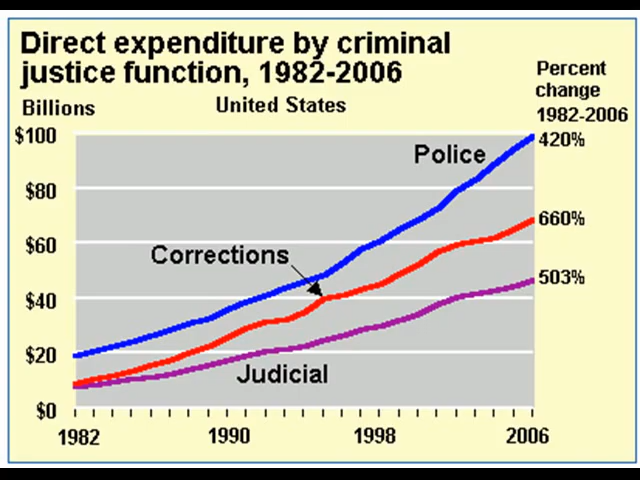 Direct expenditure by criminal
justice function, 1982-2006
Percent
change
1982-2006
Billions
United States
$100
420%
Police
$80
660%
$60
Corrections
503%
$40
$20
Judicial
$0
1982
1990
1998
2006